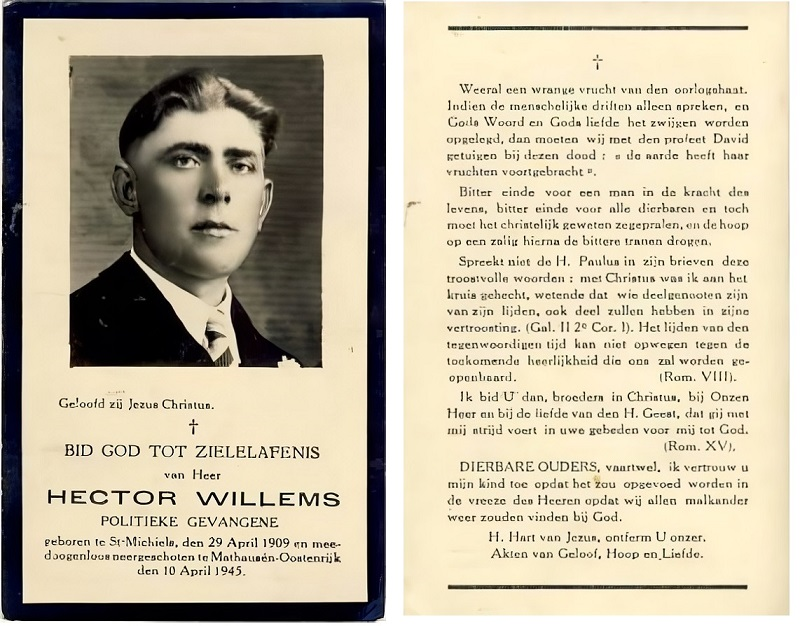 Geloofd zij Jezus Christus.
†
BID GOD TOT ZIELELAFENIS
van Heer
HECTOR WILLEMS
POLITIEKE GEVANGENE
geboren te St-Michiels, den 29 April 1909 en mee-
doogenloos neergeschoten te Mathausén-Oostenrijk
den 10 April 1945.
†
Weeral een wrange vrucht van den oorlogshaat.
Indien de menschelijke driften alleen spreken, en
Gods Woord en Gods liefde het zwijgen worden
opgelegd, dan moeten wij met den profeet David
getuigen bij dezen dood : « de aarde heeft haar
vruchten voortgebracht ».
Bitter einde voor een man in de kracht des
levens, bitter einde voor alle dierbaren en toch
moet het christelijk geweten zegepralen, en de hoop
op een zalig hierna de bittere tranen drogen.
Spreekt niet de H. Paulus in zijn brieven deze
troostvolle woorden : met Christus was ik aan het
kruis gehecht, wetende dat wie deelgenooten zijn
van zijn lijden, ook deel zullen hebben in zijne
vertroosting. (Gal. II 2e Cor. I). Het lijden van den
tegenwoordigen tijd kan niet opwegen tegen de
toekomende heerlijkheid die ons zal worden ge-
openbaard. (Rom. VIII).
Ik bid U dan, broeders in Christus, bij Onzen
Heer en bij de liefde van den H. Geest, dat gij met
mij strijd voert in uwe gebeden voor mij tot God.
(Rom. XV).
DIERBARE OUDERS, vaartwel, ik vertrouw u
mijn kind toe opdat het zou opgevoed worden in
de vreeze des Heeren opdat wij allen malkander
weer zouden vinden bij God.
H. Hart van Jezus, ontferm U onzer.
Akten van Geloof, Hoop en Liefde.